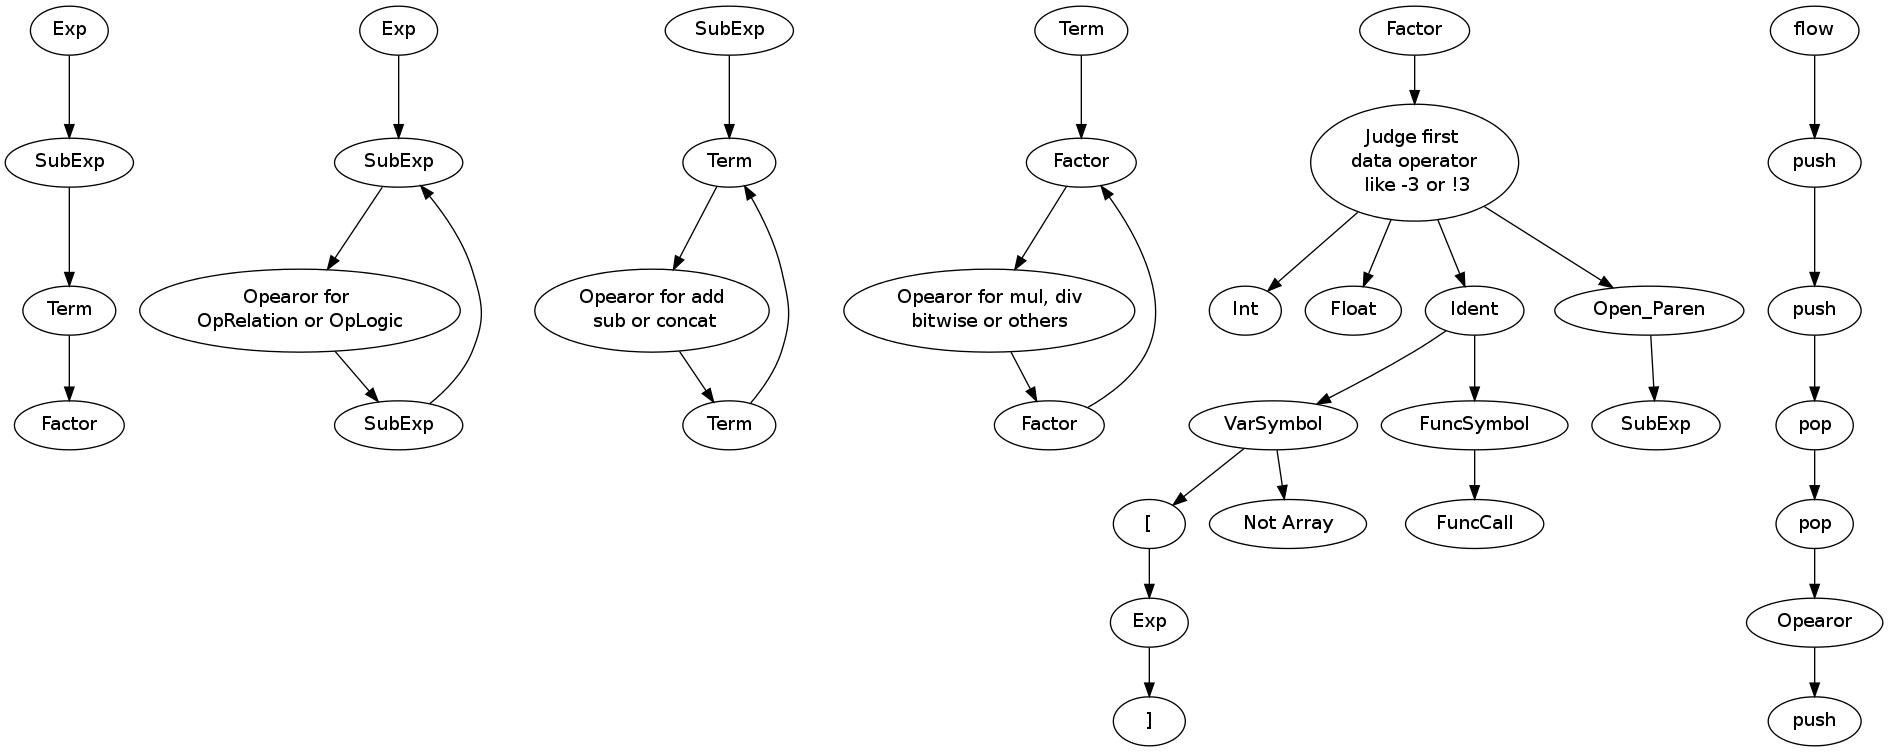 Exp
SubExp
Term
Factor
Exp
SubExp
Opearor for
OpRelation or OpLogic
SubExp
SubExp
Term
Opearor for add
sub or concat
Term
Term
Factor
Opearor for mul, div
bitwise or others
Factor
Factor
Judge first
data operator
like -3 or !3
Int
Float
Ident
Open_Paren
VarSymbol
FuncSymbol
SubExp
[
Not Array
FuncCall
Exp
]
flow
push
push
pop
pop
Opearor
push